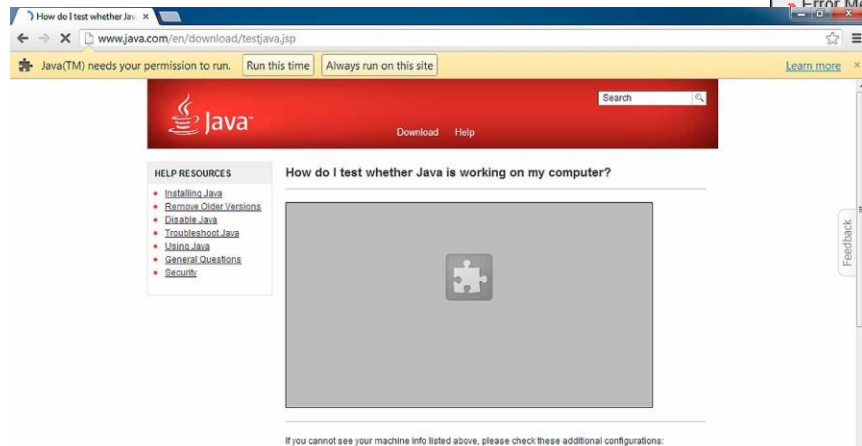 Error Me
How do I test whether Jav
www.java.com/en/download/testjava.jsp
Java(TM) needs your permission to run. Run this time Always run on this site Learn more
Java™
Search
Download Help
HELP RESOURCES
Installing Java
Remove Older Versions
Disable Java
Troubleshoot Java
Using Java
General Questions
Security
How do I test whether Java is working on my computer?
Feedback
If you cannot see your machine info listed above, please check these additional configurations: